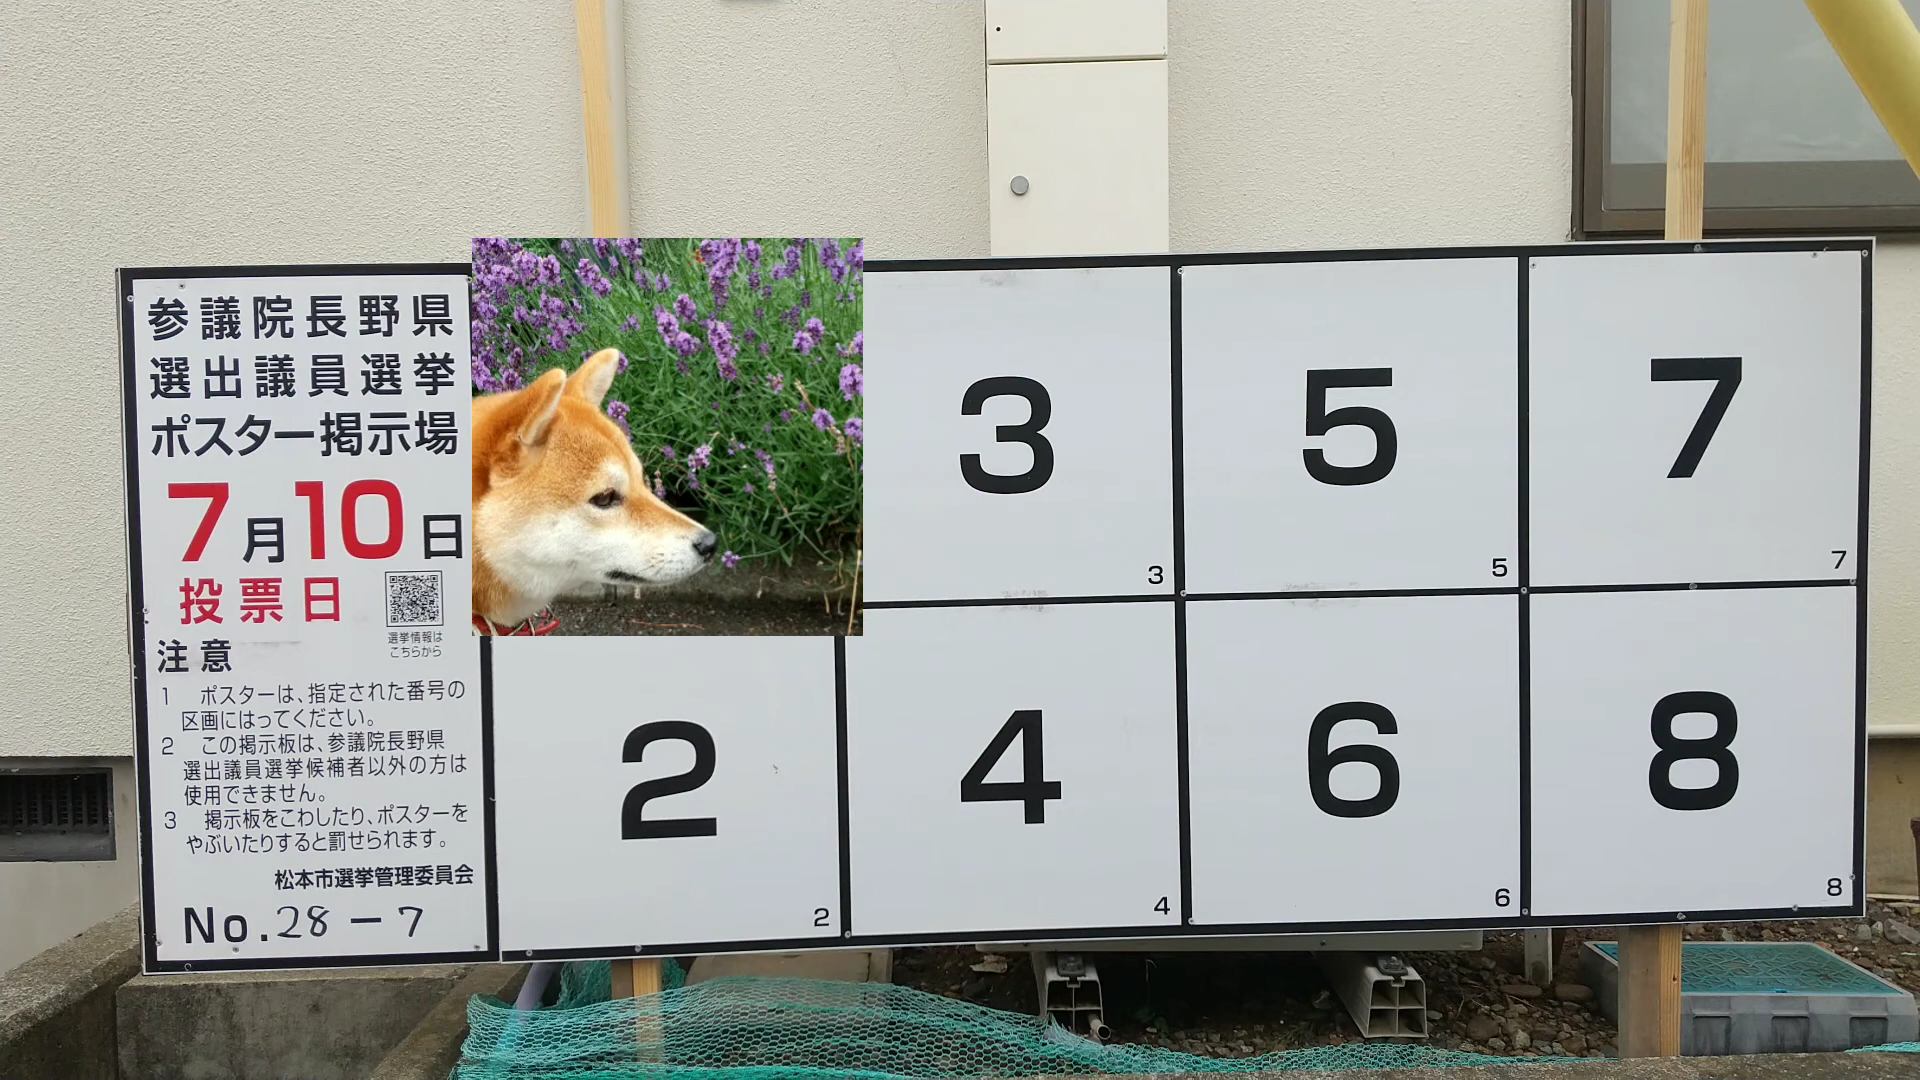 参議院長野県
選出議員選挙
ポスター掲示場
7月10日
投票日
選挙情報は
こちらから
注意
1 ポスターは、指定された番号の
区画にはってください。
2 この掲示板は、参議院長野県
選出議員選挙候補者以外の方は
使用できません。
3 掲示板をこわしたり、ポスターを
やぶいたりすると罰せられます。
松本市選挙管理委員会
No.28-7
3
3
5
5
7
7
2
2
4
4
6
6
8
8